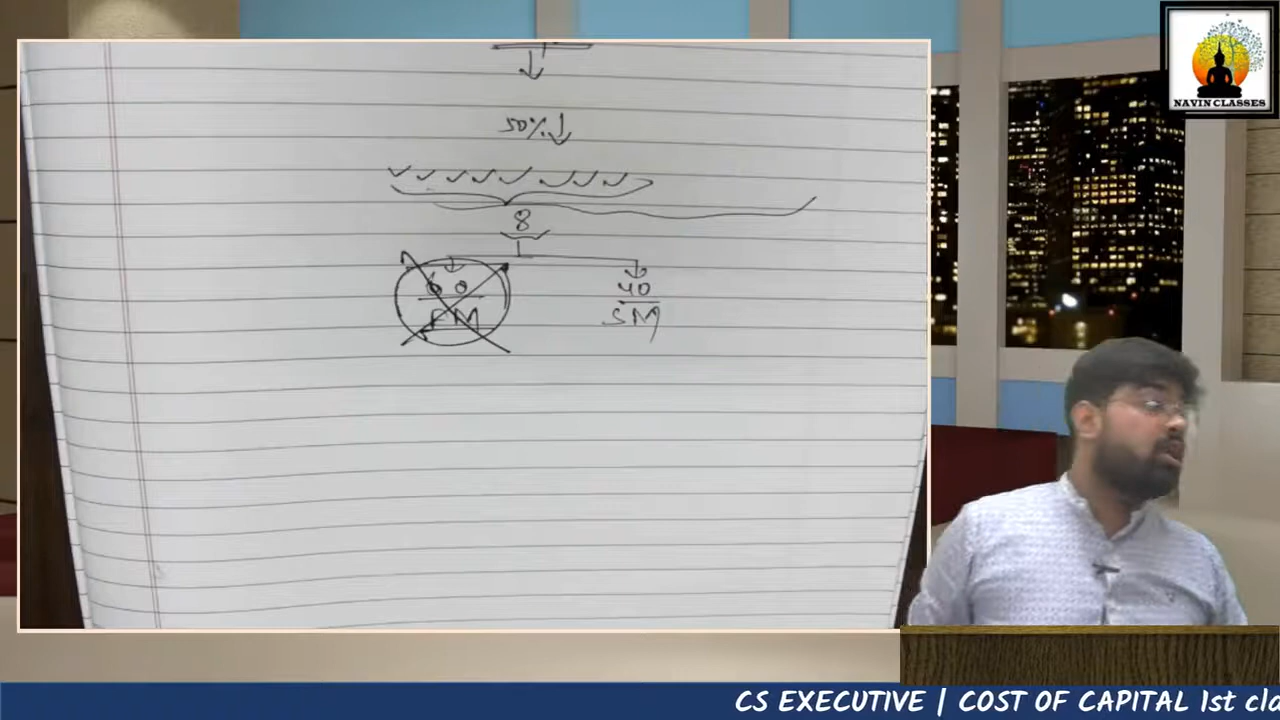 NAVIN CLASSES
50%
8
60
40
FM
SM
CS EXECUTIVE | COST OF CAPITAL 1st cla